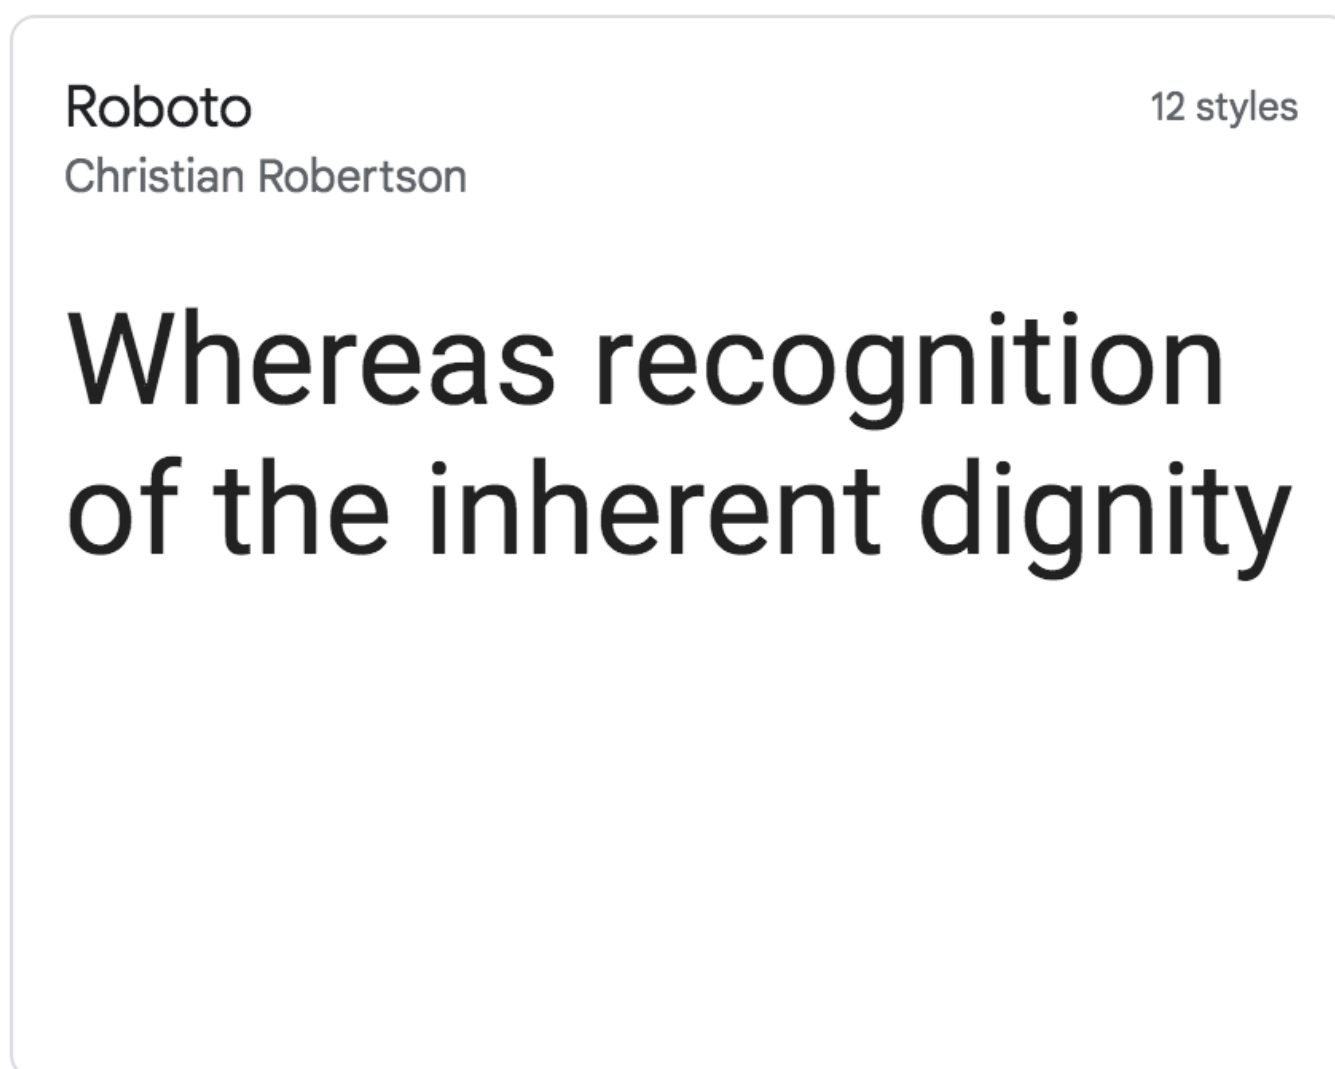 Roboto
12 styles
Christian Robertson
Whereas recognition
of the inherent dignity